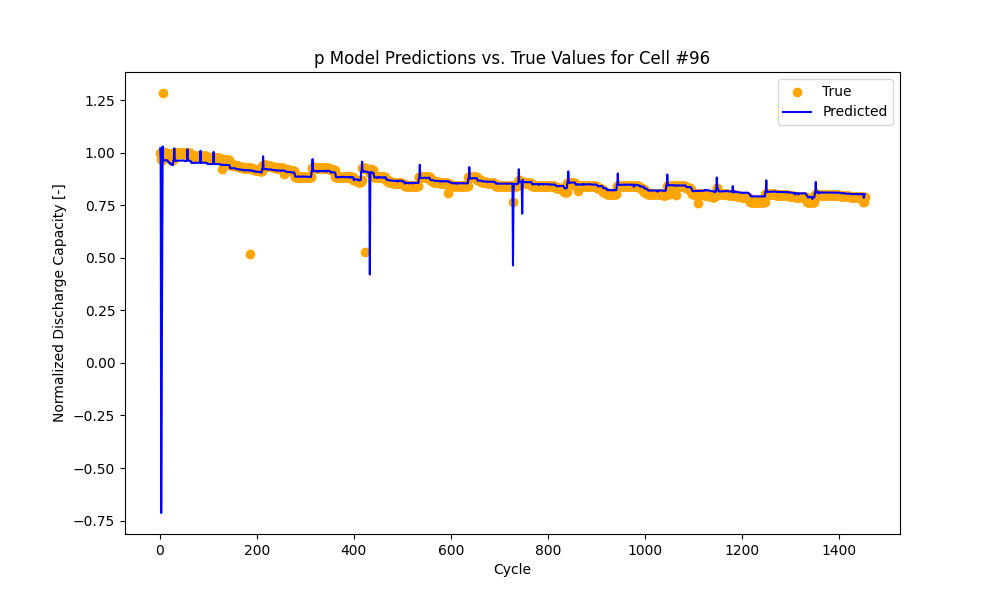 p Model Predictions vs. True Values for Cell #96
True
Predicted
1.25
1.00
0.75
0.50
0.25
0.00
−0.25
−0.50
−0.75
Normalized Discharge Capacity [-]
0 200 400 600 800 1000 1200 1400
Cycle